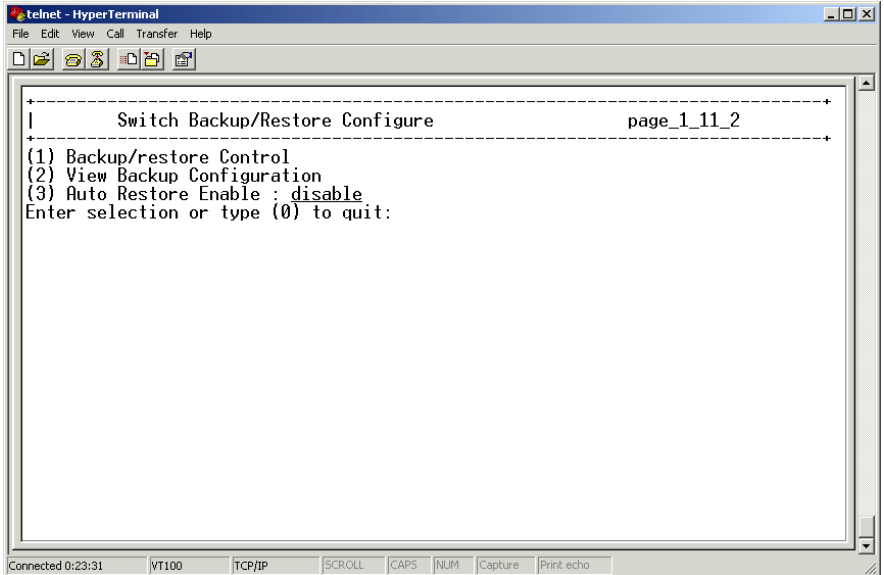 telnet - HyperTerminal
File Edit View Call Transfer Help
+------------------------------------------------------------------------------+
| Switch Backup/Restore Configure page_1_11_2
+------------------------------------------------------------------------------+
(1) Backup/restore Control
(2) View Backup Configuration
(3) Auto Restore Enable : disable
Enter selection or type (0) to quit:
Connected 0:23:31 VT100 TCP/IP SCROLL CAPS NUM Capture Print echo